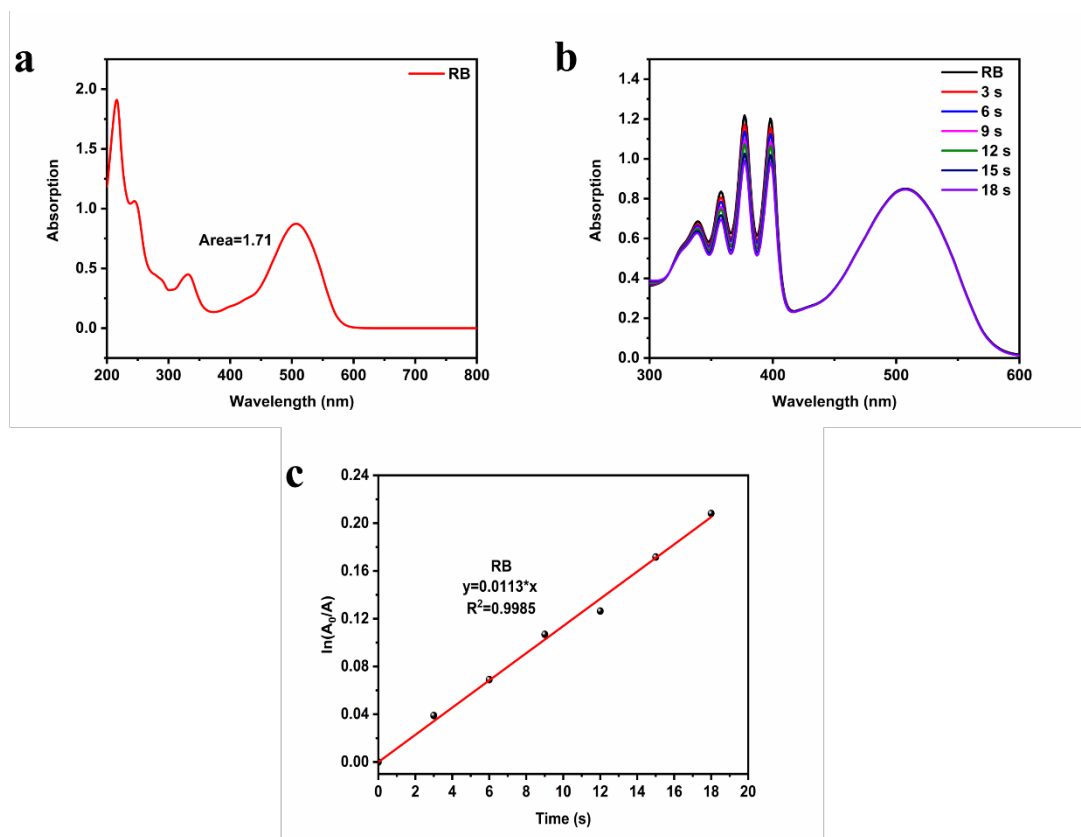 a
RB
Area=1.71
Absorption
2.0
1.5
1.0
0.5
0.0
200 300 400 500 600 700 800
Wavelength (nm)
b
RB
3 s
6 s
9 s
12 s
15 s
18 s
Absorption
1.4
1.2
1.0
0.8
0.6
0.4
0.2
0.0
300 400 500 600
Wavelength (nm)
c
RB
y=0.0113*x
R²=0.9985
ln(A₀/A)
0.24
0.20
0.16
0.12
0.08
0.04
0.00
0 2 4 6 8 10 12 14 16 18 20
Time (s)